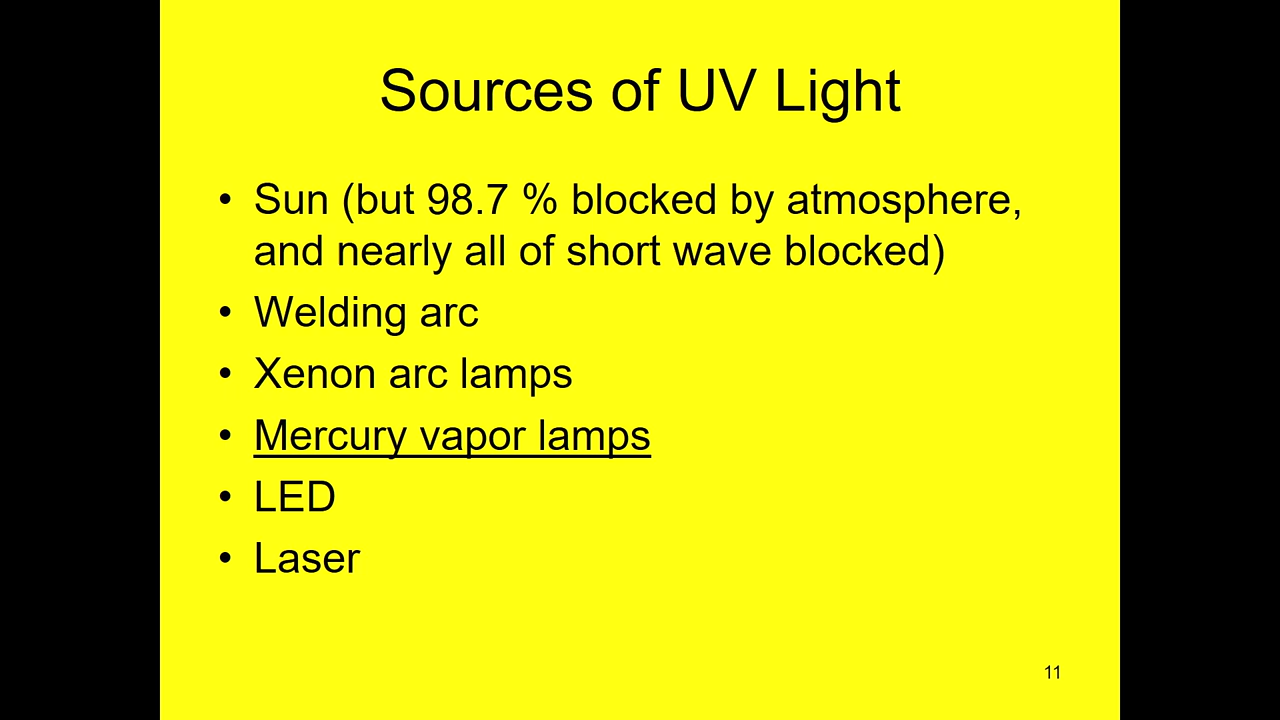 Sources of UV Light
• Sun (but 98.7 % blocked by atmosphere,
and nearly all of short wave blocked)
• Welding arc
• Xenon arc lamps
• Mercury vapor lamps
• LED
• Laser
11